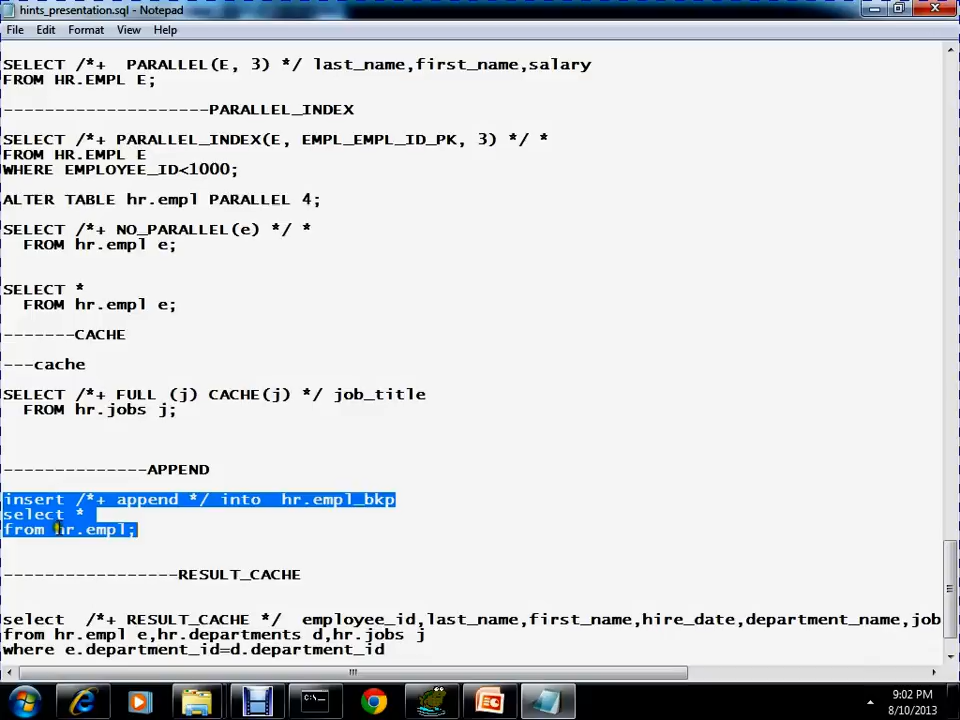 hints_presentation.sql - Notepad
File Edit Format View Help
SELECT /*+  PARALLEL(E, 3) */ last_name,first_name,salary
FROM HR.EMPL E;
--------------------PARALLEL_INDEX
SELECT /*+ PARALLEL_INDEX(E, EMPL_EMPL_ID_PK, 3) */ *
FROM HR.EMPL E
WHERE EMPLOYEE_ID<1000;
ALTER TABLE hr.empl PARALLEL 4;
SELECT /*+ NO_PARALLEL(e) */ *
  FROM hr.empl e;
SELECT *
  FROM hr.empl e;
-------CACHE
---cache
SELECT /*+ FULL (j) CACHE(j) */ job_title
  FROM hr.jobs j;
--------------APPEND
insert /*+ append */ into  hr.empl_bkp
select *
from hr.empl;
-----------------RESULT_CACHE
select  /*+ RESULT_CACHE */  employee_id,last_name,first_name,hire_date,department_name,job
from hr.empl e,hr.departments d,hr.jobs j
where e.department_id=d.department_id
9:02 PM
8/10/2013